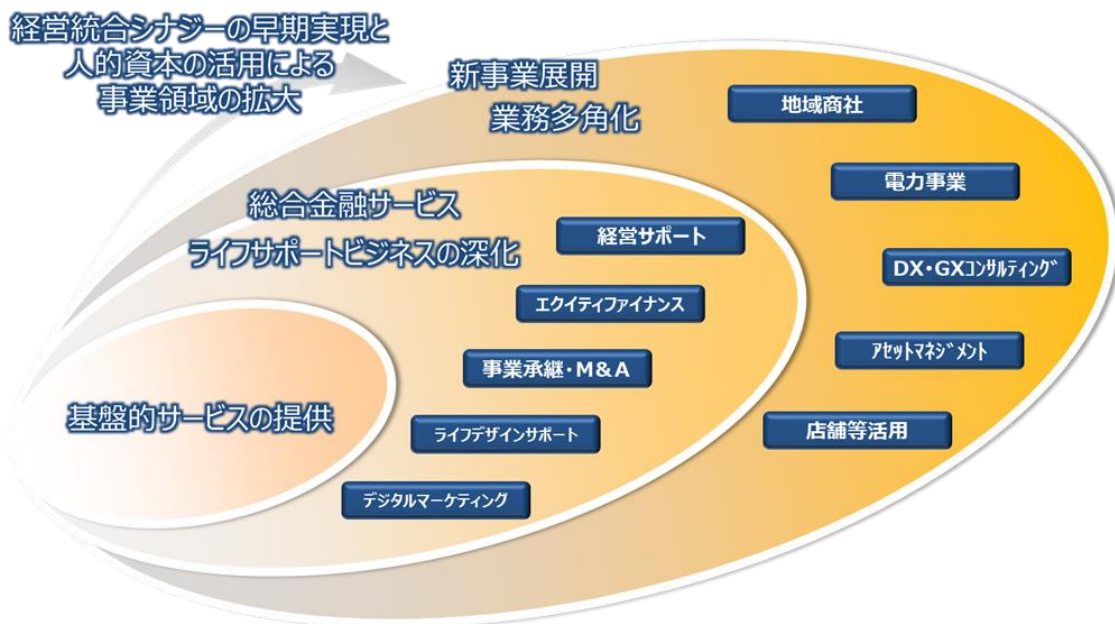 経営統合シナジーの早期実現と
人的資本の活用による
事業領域の拡大
新事業展開
業務多角化
地域商社
電力事業
DX・GXｺﾝｻﾙﾃｨﾝｸﾞ
ｱｾｯﾄﾏﾈｼﾞﾒﾝﾄ
店舗等活用
総合金融サービス
ライフサポートビジネスの深化
経営サポート
エクイティファイナンス
事業承継・M&A
ライフデザインサポート
デジタルマーケティング
基盤的サービスの提供